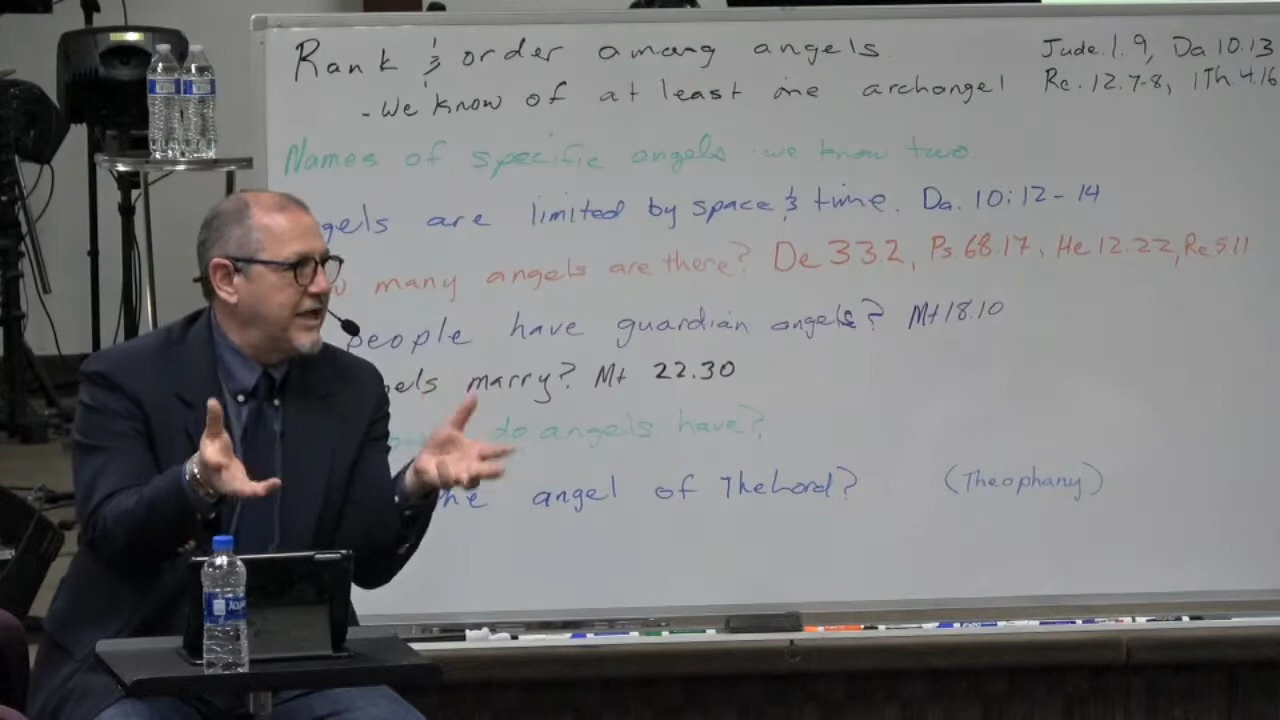 Rank & order among angels Jude.1.9, Da 10.13
- We know of at least one archangel Re.12.7-8, 1Th.4.16
Names of specific angels - we know two
gels are limited by space & time. Da. 10:12-14
many angels are there? De 33.2, Ps.68.17, He 12.22, Re 5.11
people have guardian angels? Mt 18.10
els marry? Mt 22.30
do angels have?
he angel of The Lord? (Theophany)